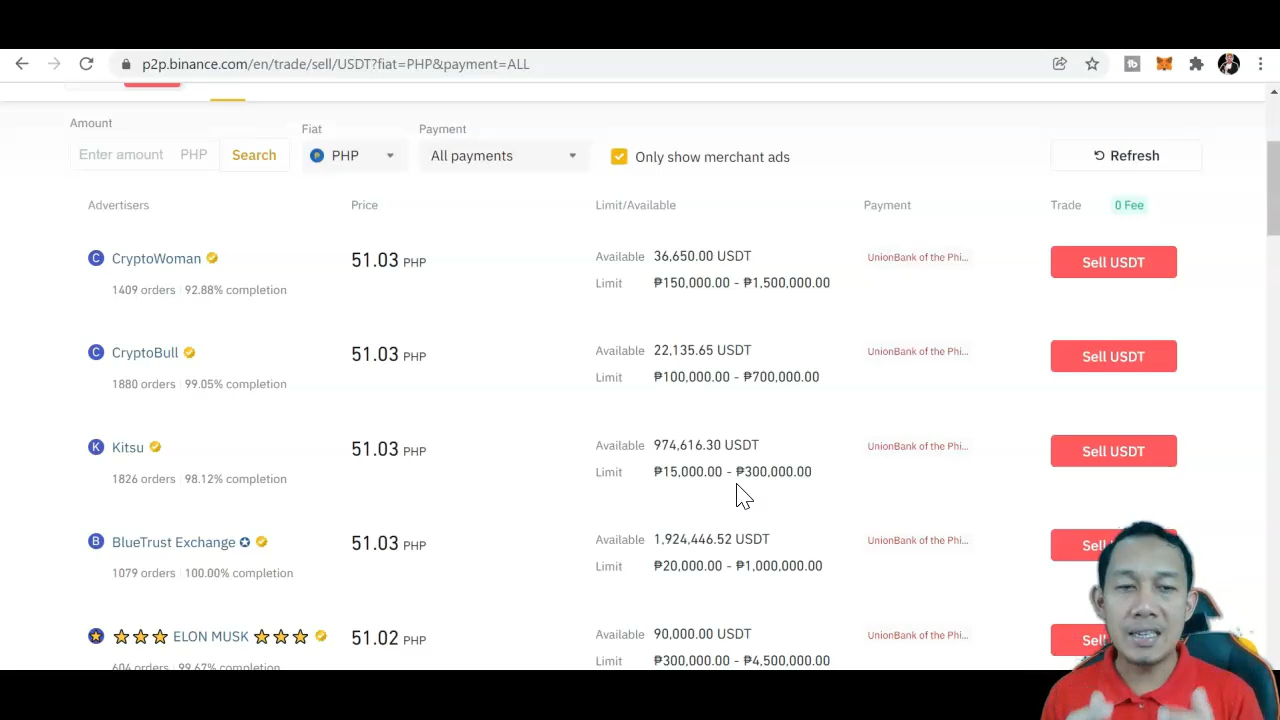 p2p.binance.com/en/trade/sell/USDT?fiat=PHP&payment=ALL
Amount
Fiat
Payment
Enter amount PHP Search
PHP
All payments
Only show merchant ads
Refresh
Advertisers Price Limit/Available Payment Trade 0 Fee
C CryptoWoman 51.03 PHP Available 36,650.00 USDT UnionBank of the Phi... Sell USDT
1409 orders 92.88% completion Limit ₱150,000.00 - ₱1,500,000.00
C CryptoBull 51.03 PHP Available 22,135.65 USDT UnionBank of the Phi... Sell USDT
1880 orders 99.05% completion Limit ₱100,000.00 - ₱700,000.00
K Kitsu 51.03 PHP Available 974,616.30 USDT UnionBank of the Phi... Sell USDT
1826 orders 98.12% completion Limit ₱15,000.00 - ₱300,000.00
B BlueTrust Exchange 51.03 PHP Available 1,924,446.52 USDT UnionBank of the Phi... Sell
1079 orders 100.00% completion Limit ₱20,000.00 - ₱1,000,000.00
ELON MUSK 51.02 PHP Available 90,000.00 USDT UnionBank of the Phi... Sell
604 orders 99.67% completion Limit ₱300,000.00 - ₱4,500,000.00